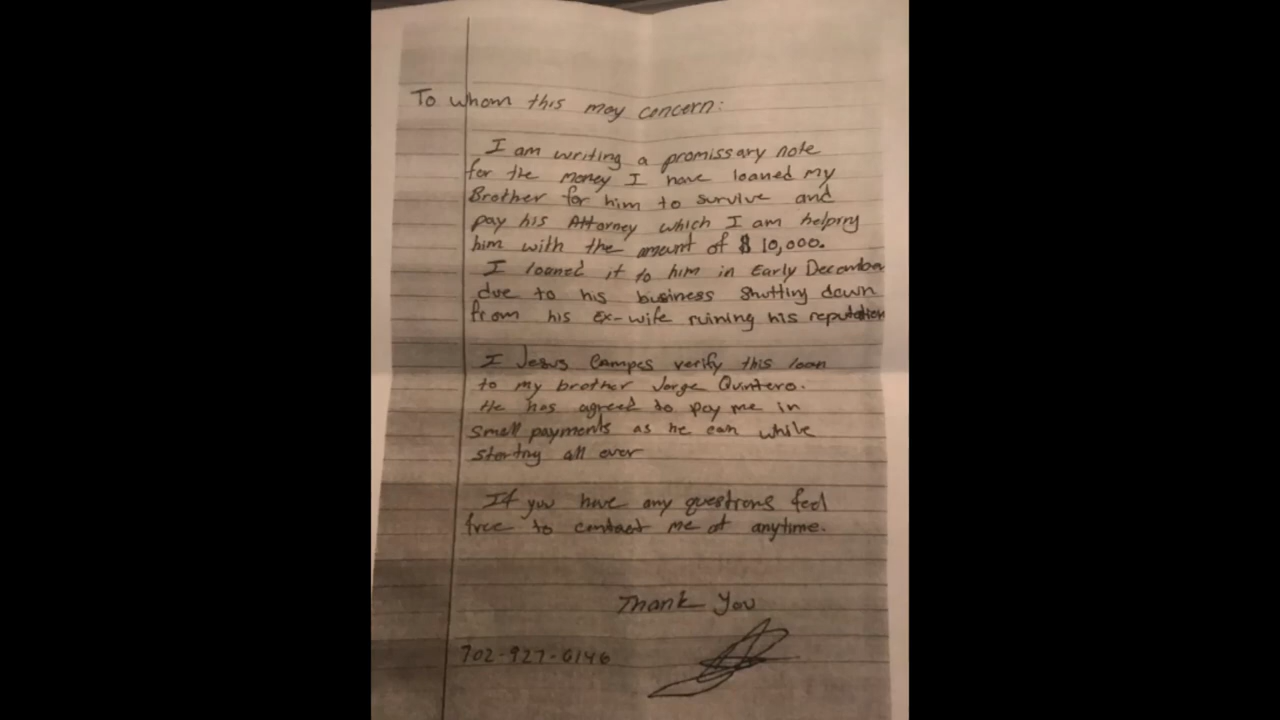 To whom this may concern:
I am writing a promissary note
for the money I have loaned my
Brother for him to survive and
pay his Attorney which I am helping
him with the amount of $ 10,000.
I loaned it to him in Early December
due to his business shutting down
from his ex-wife ruining his reputation
I Jesus Campos verify this loan
to my brother Jorge Quintero.
He has agreed to pay me in
small payments as he can while
starting all over
If you have any questions feel
free to contact me at anytime.
Thank You
702-927-6146